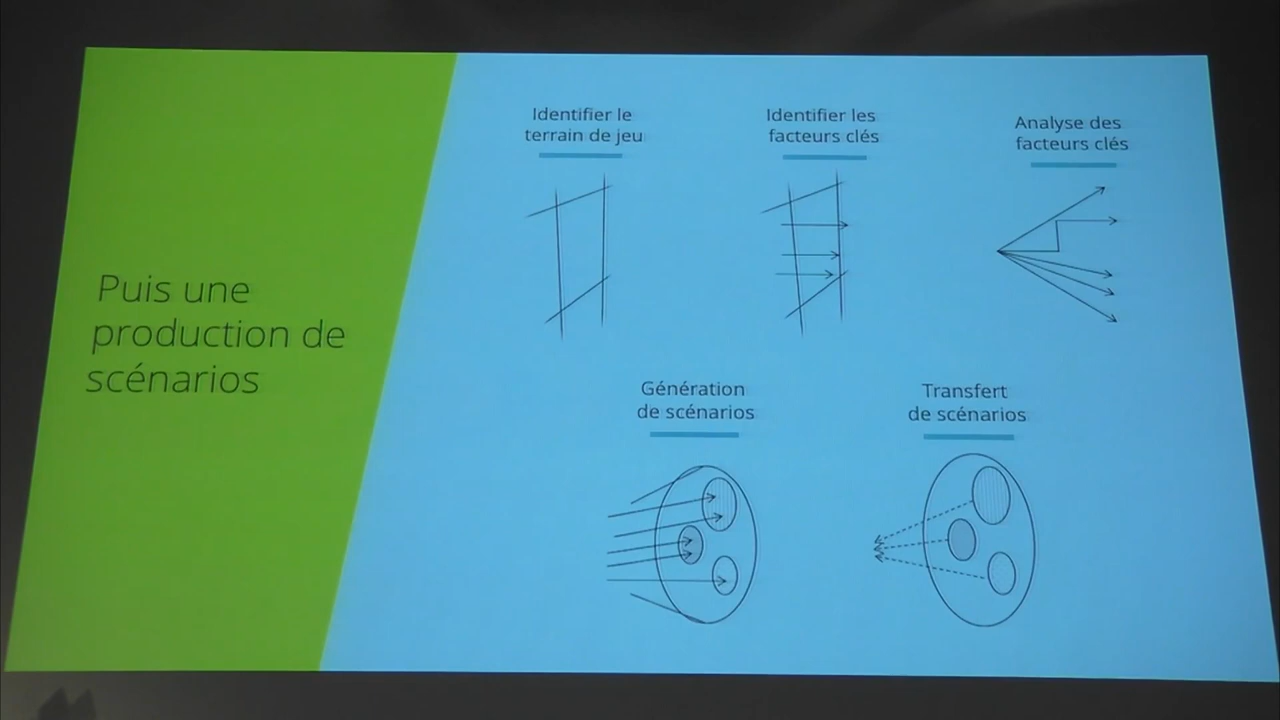 Puis une
production de
scénarios
Identifier le
terrain de jeu
Identifier les
facteurs clés
Analyse des
facteurs clés
Génération
de scénarios
Transfert
de scénarios